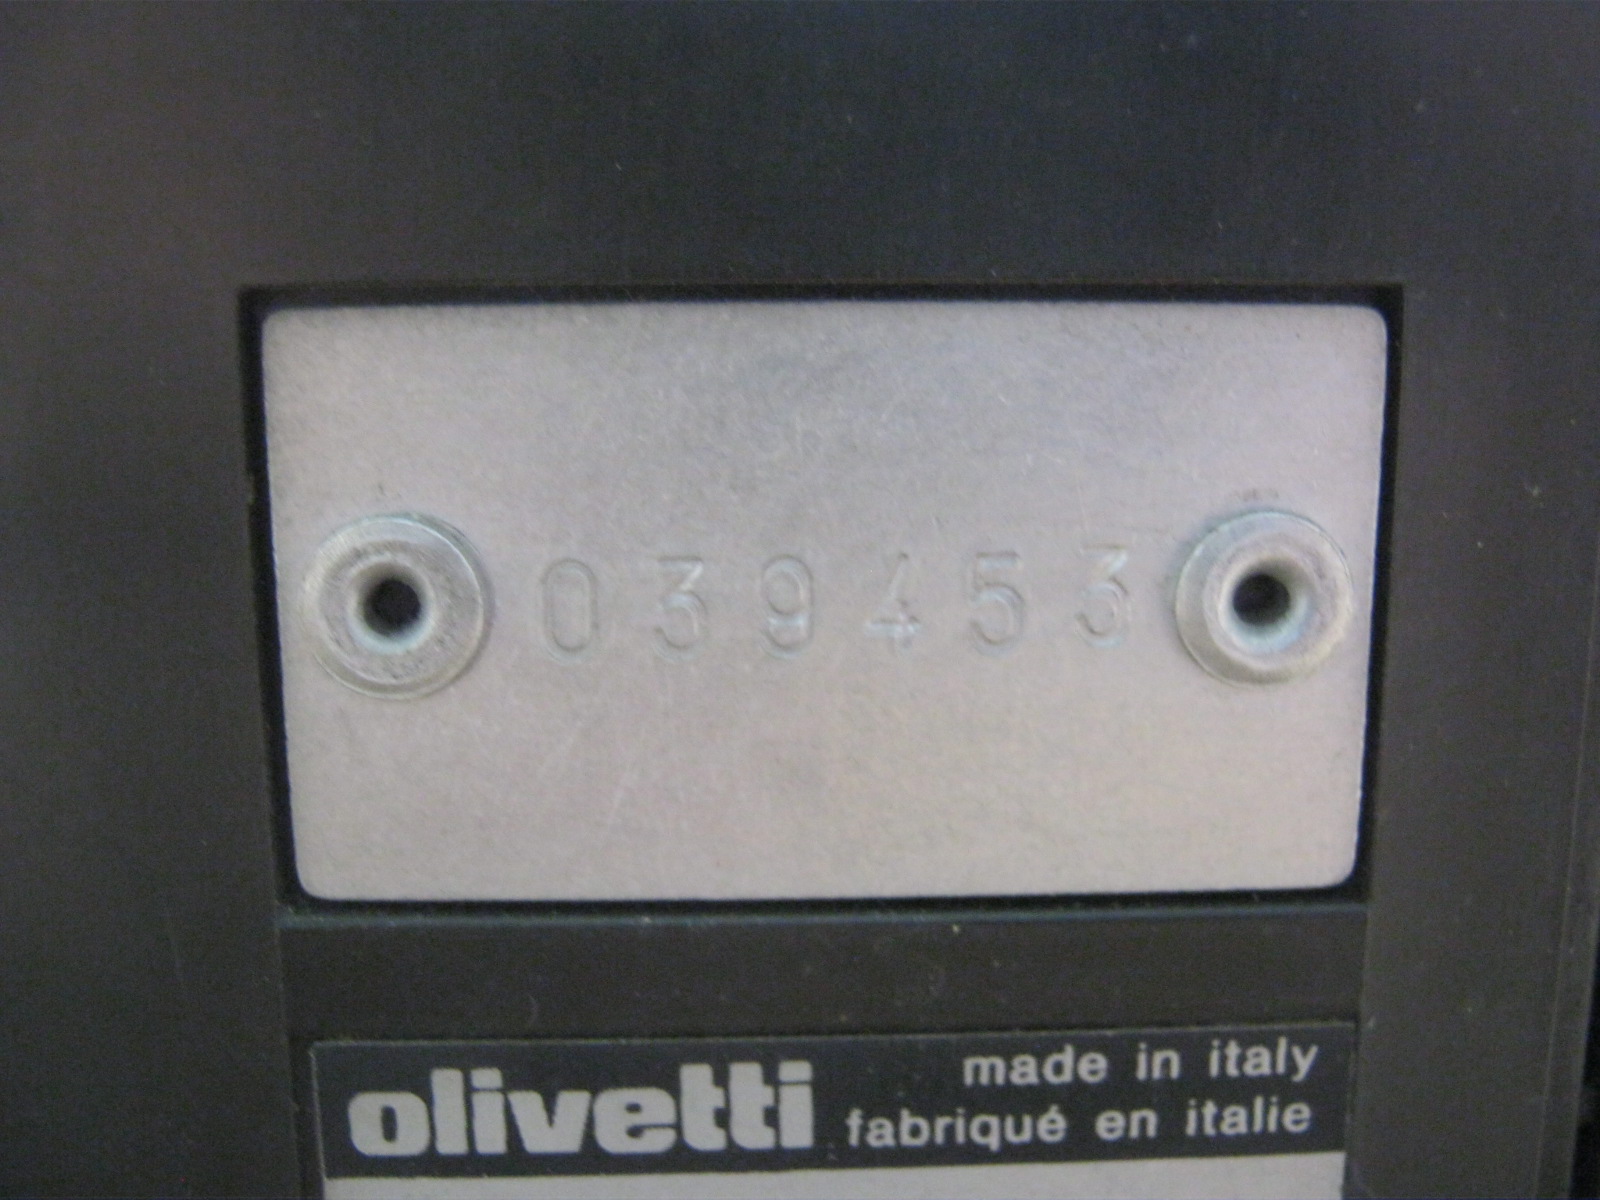 039453
olivetti
made in italy
fabriqué en italie